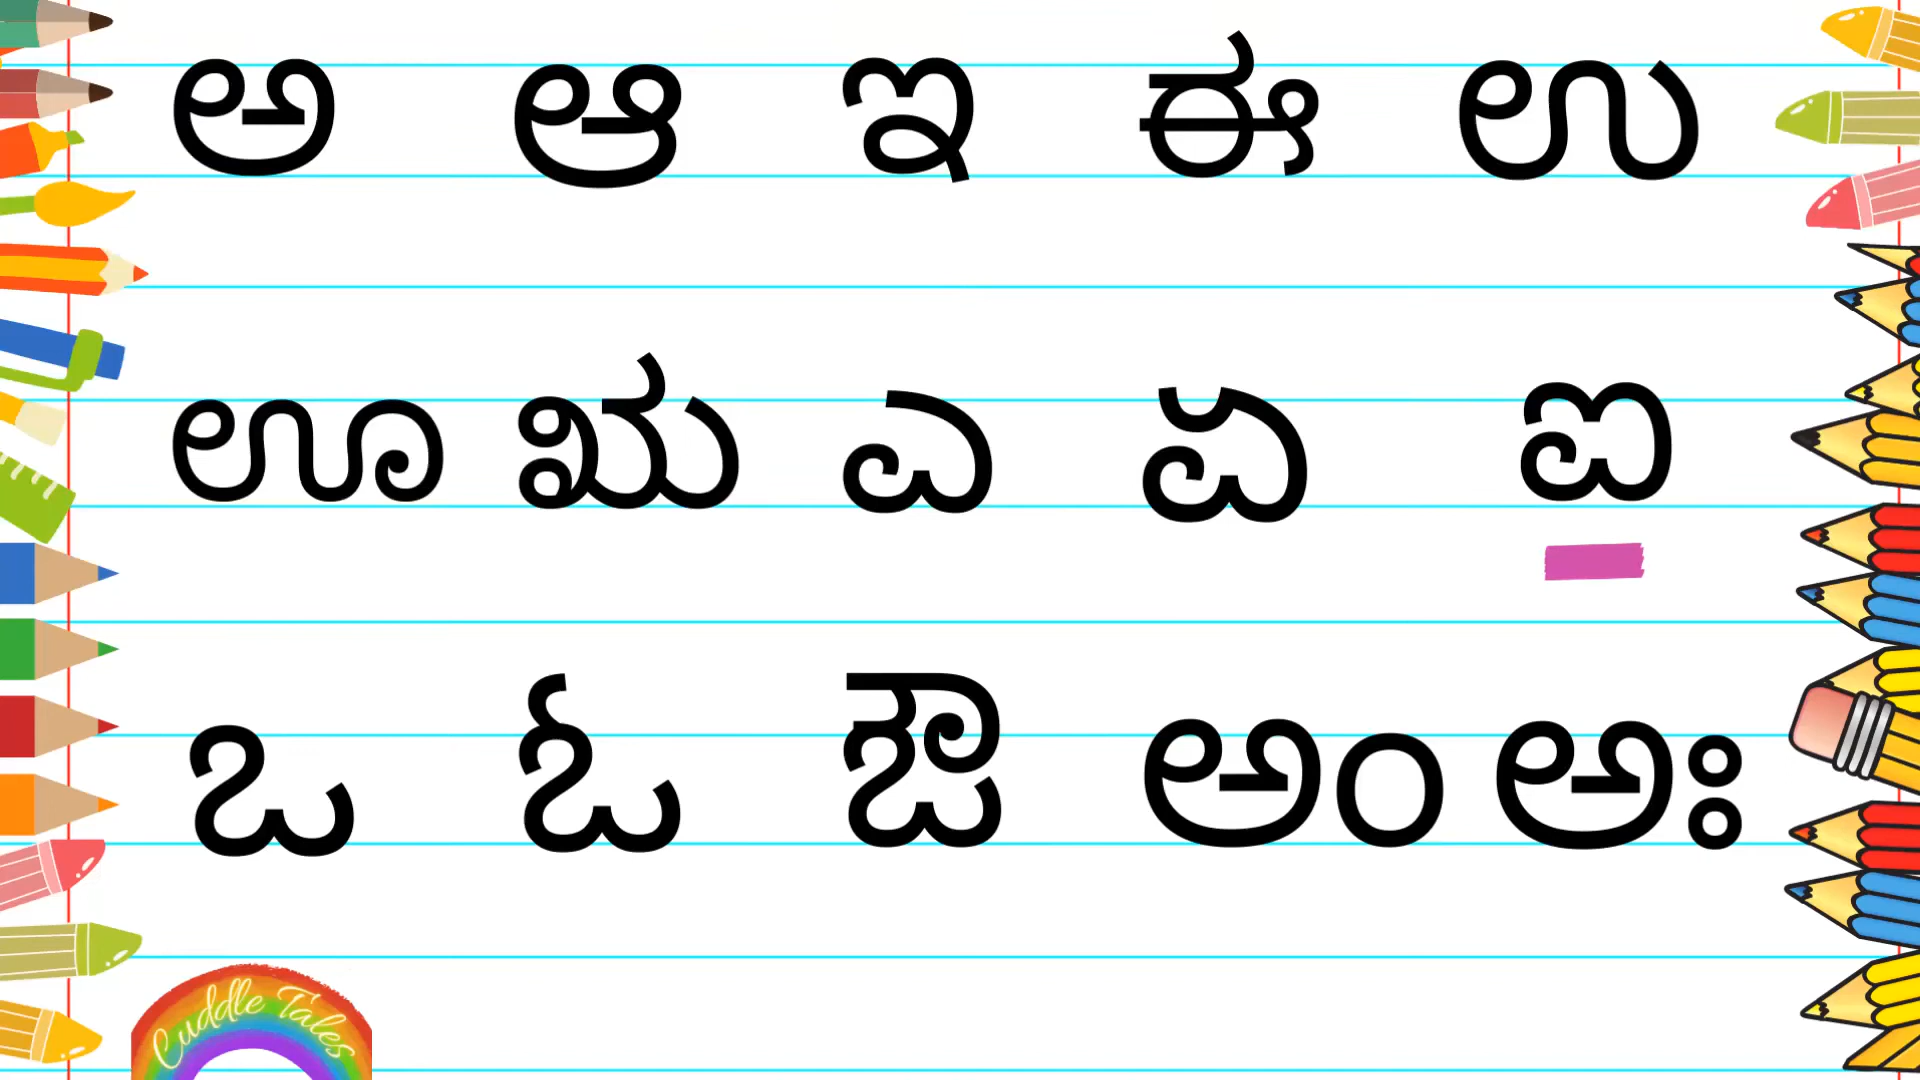 ಅ ಆ ಇ ಈ ಉ
ಊ ಋ ಎ ಏ ಐ
ಒ ಓ ಔ ಅಂ ಅಃ
Cuddle Tales